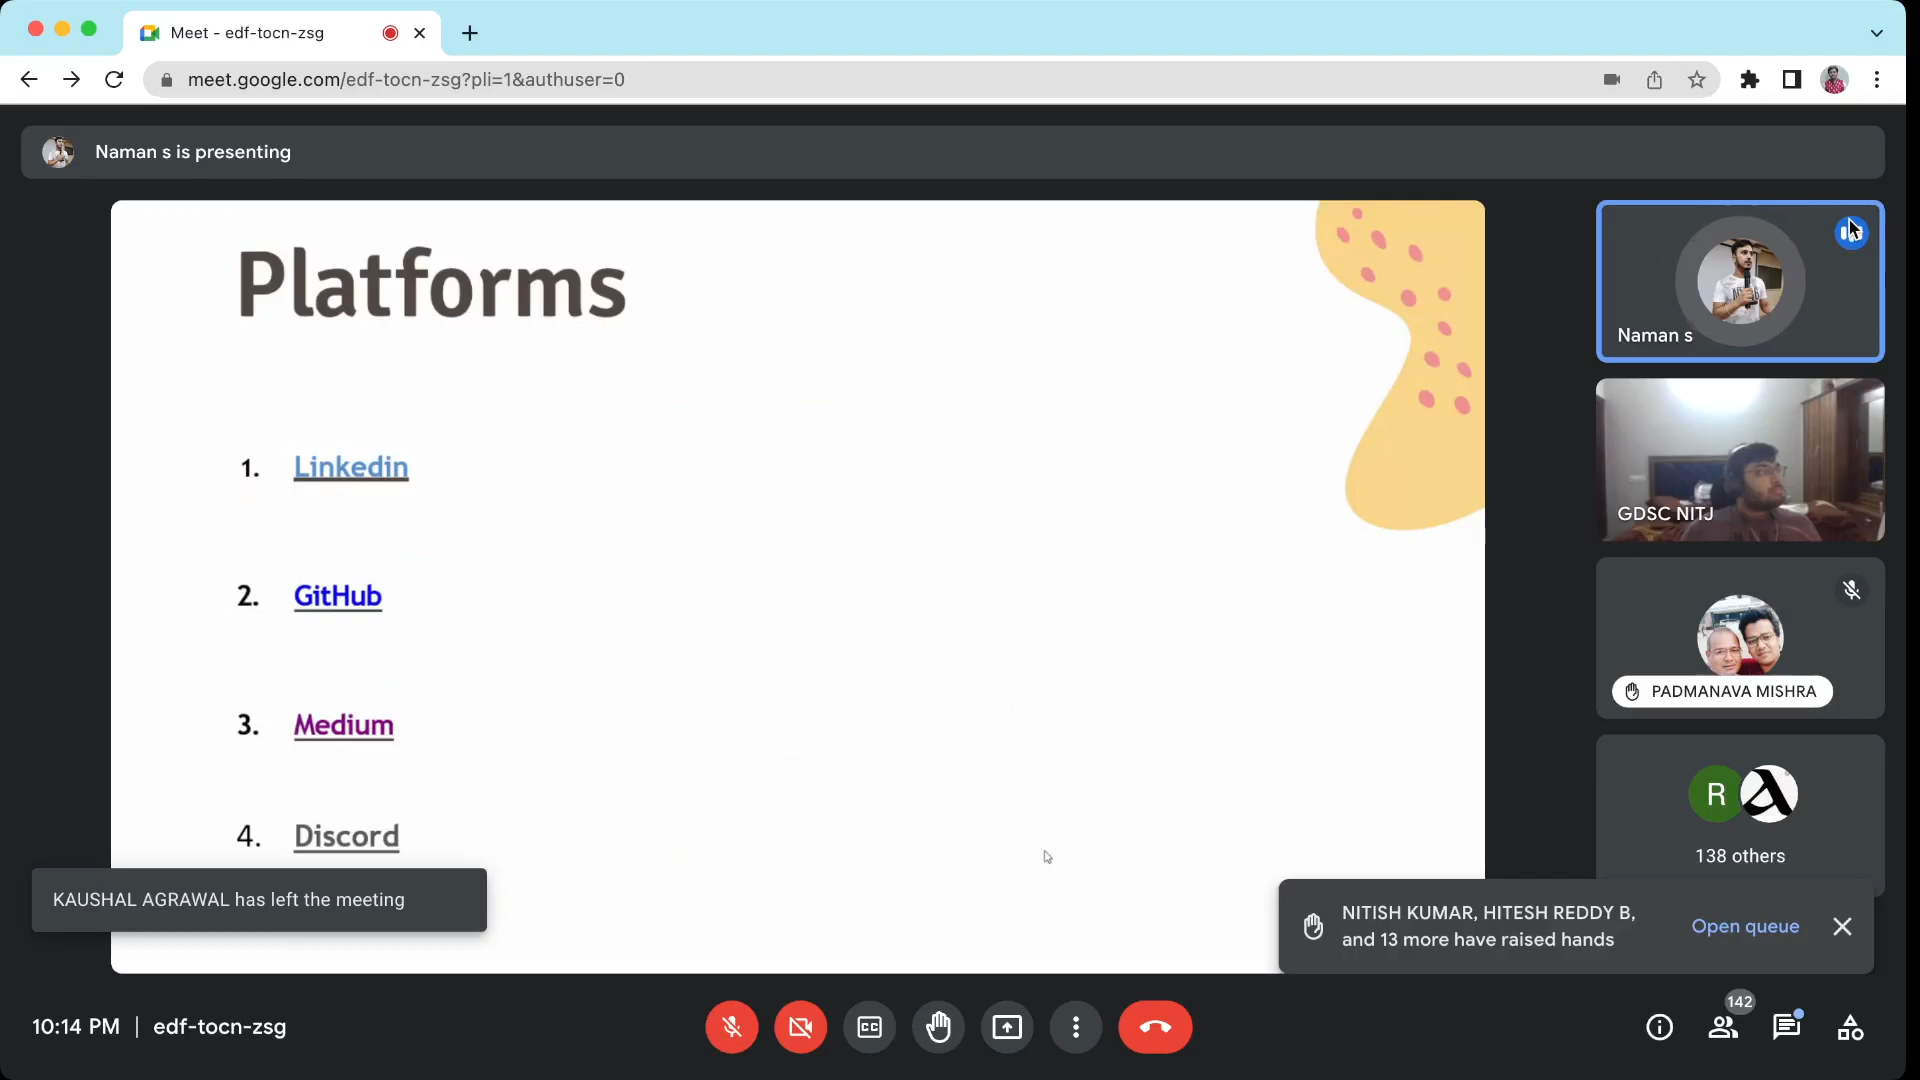 Meet - edf-tocn-zsg
meet.google.com/edf-tocn-zsg?pli=1&authuser=0
Naman s is presenting
Platforms
1. Linkedin
2. GitHub
3. Medium
4. Discord
Naman s
GDSC NITJ
PADMANAVA MISHRA
R
138 others
KAUSHAL AGRAWAL has left the meeting
NITISH KUMAR, HITESH REDDY B,
and 13 more have raised hands
Open queue
10:14 PM | edf-tocn-zsg
CC
142